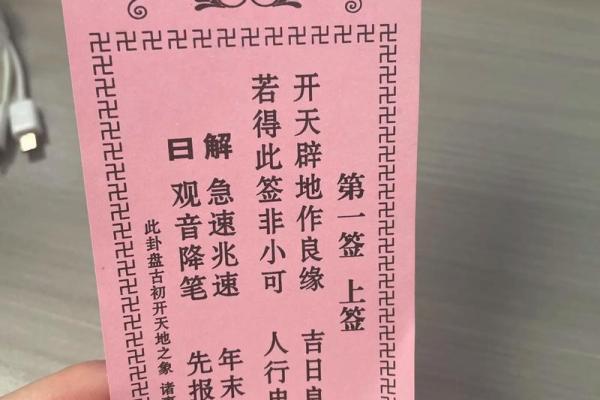 第一签 上签
开天辟地作良缘 吉日
若得此签非小可 人行
解曰
急速兆速 年末
观音降笔 先报
此卦盘古初开天地之象 诸